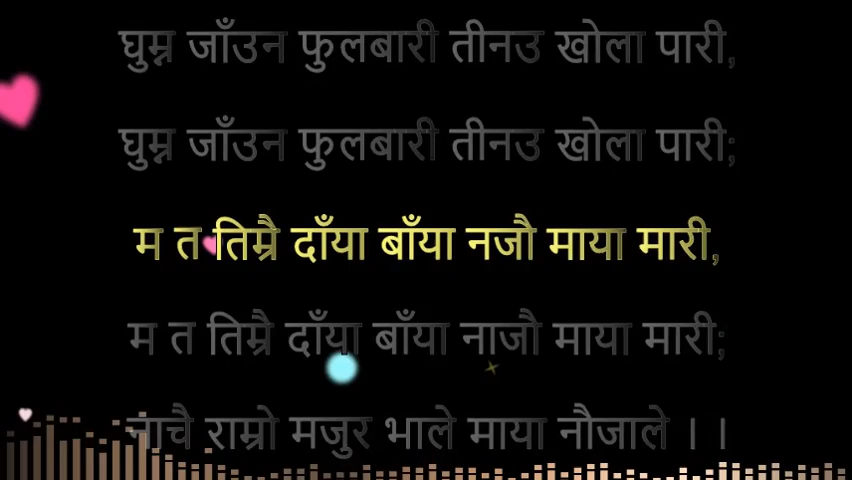 घुम्न जाँउन फुलबारी तीनउ खोला पारी,
घुम्न जाँउन फुलबारी तीनउ खोला पारी;
म त तिम्रै दाँया बाँया नजौ माया मारी,
म त तिम्रै दाँया बाँया नाजौ माया मारी;
नाचै राम्रो मजुर भाले माया नौजाले ।।